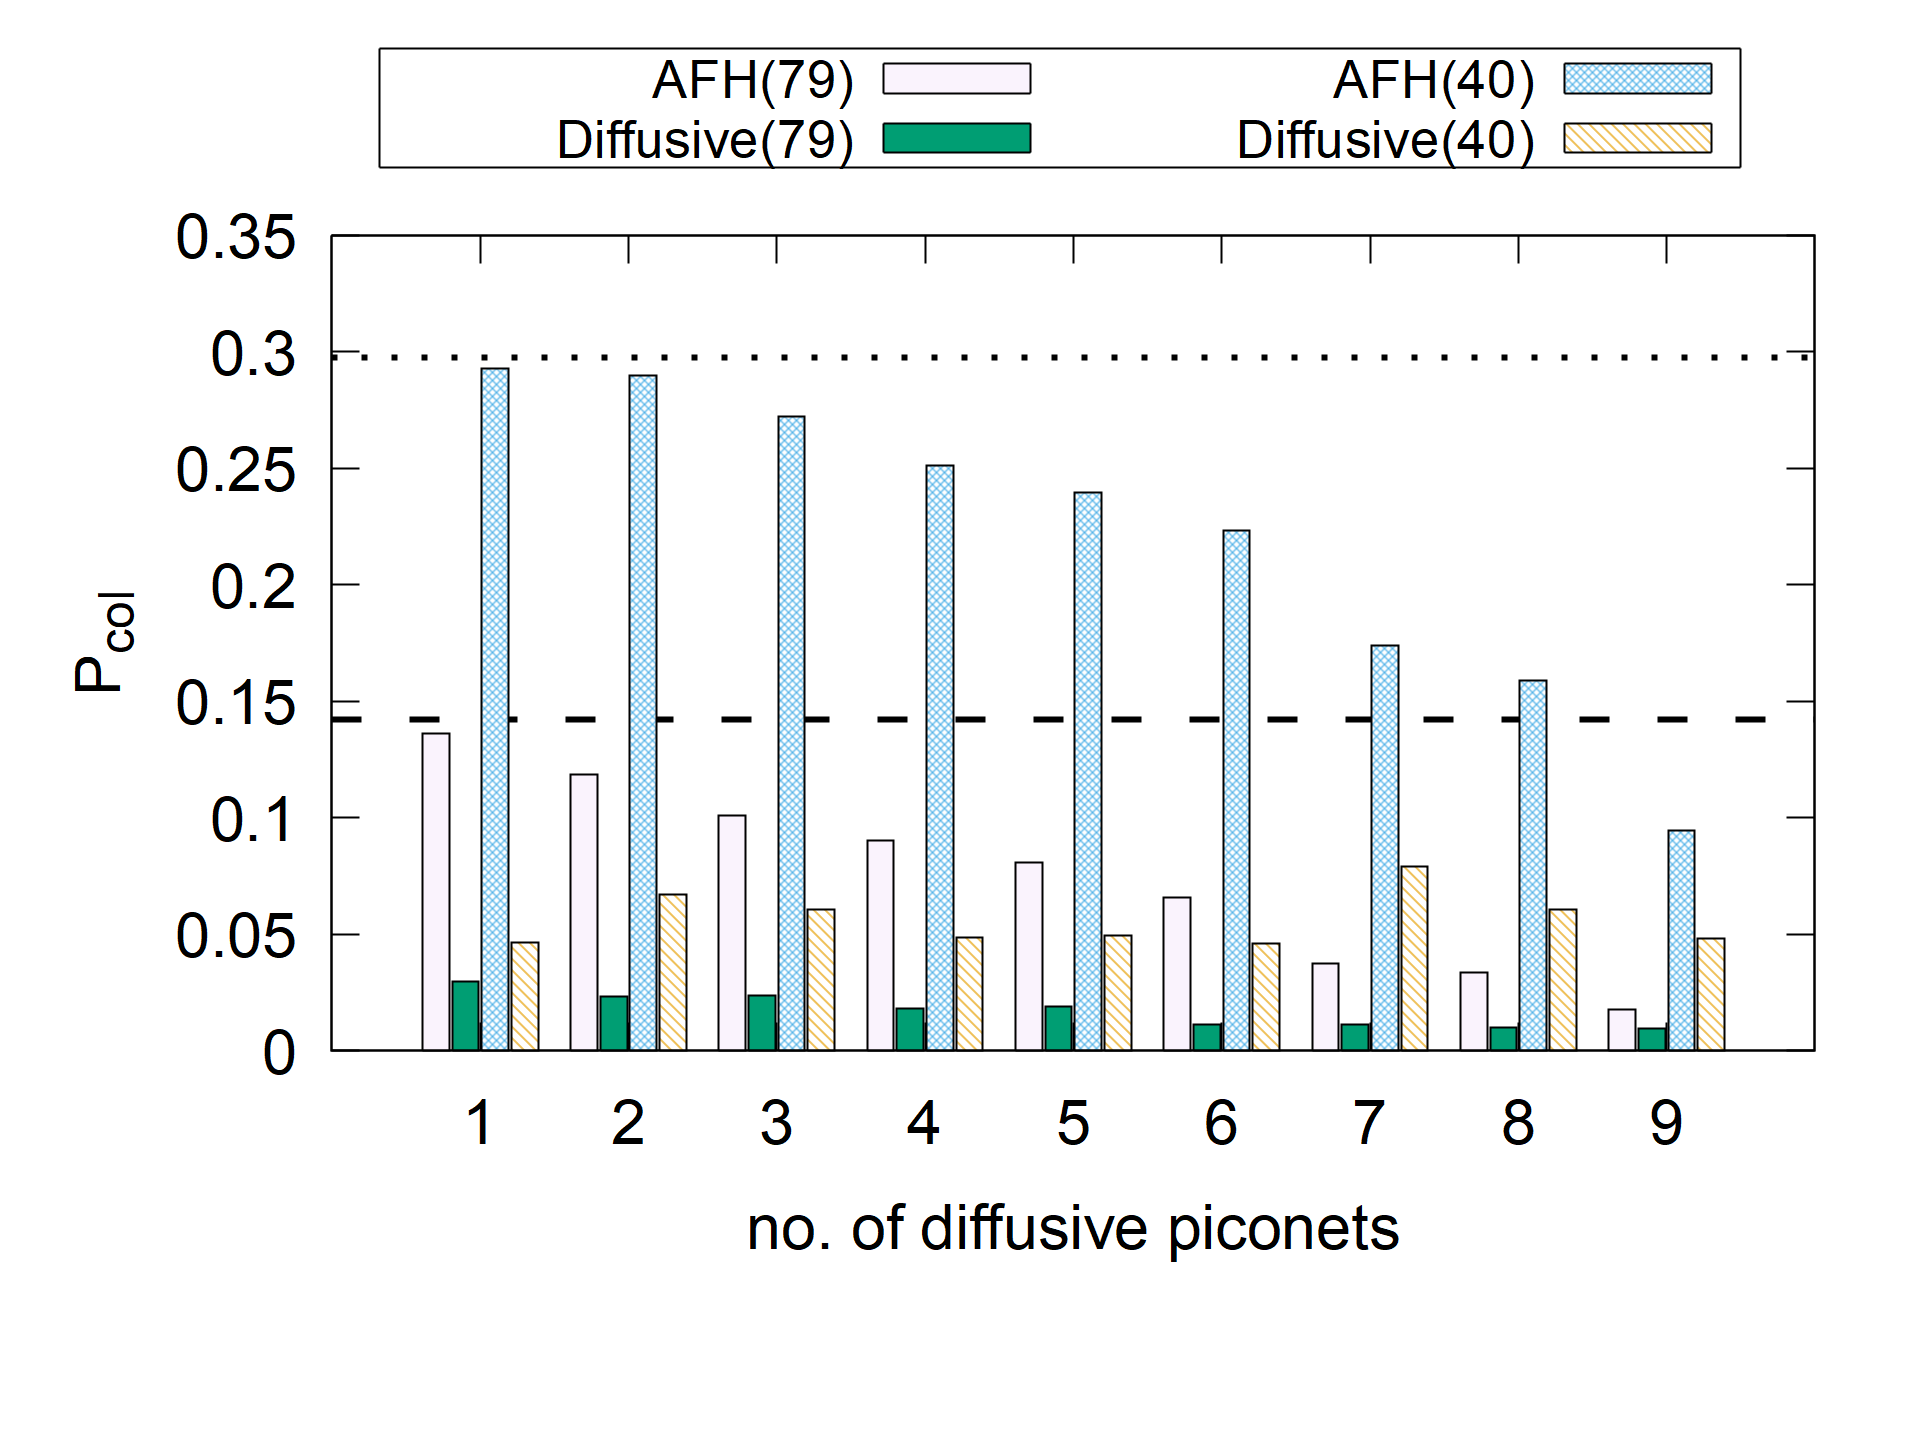 AFH(79) AFH(40)
Diffusive(79) Diffusive(40)
0.35
0.3
0.25
0.2
0.15
0.1
0.05
0
P_col
1 2 3 4 5 6 7 8 9
no. of diffusive piconets